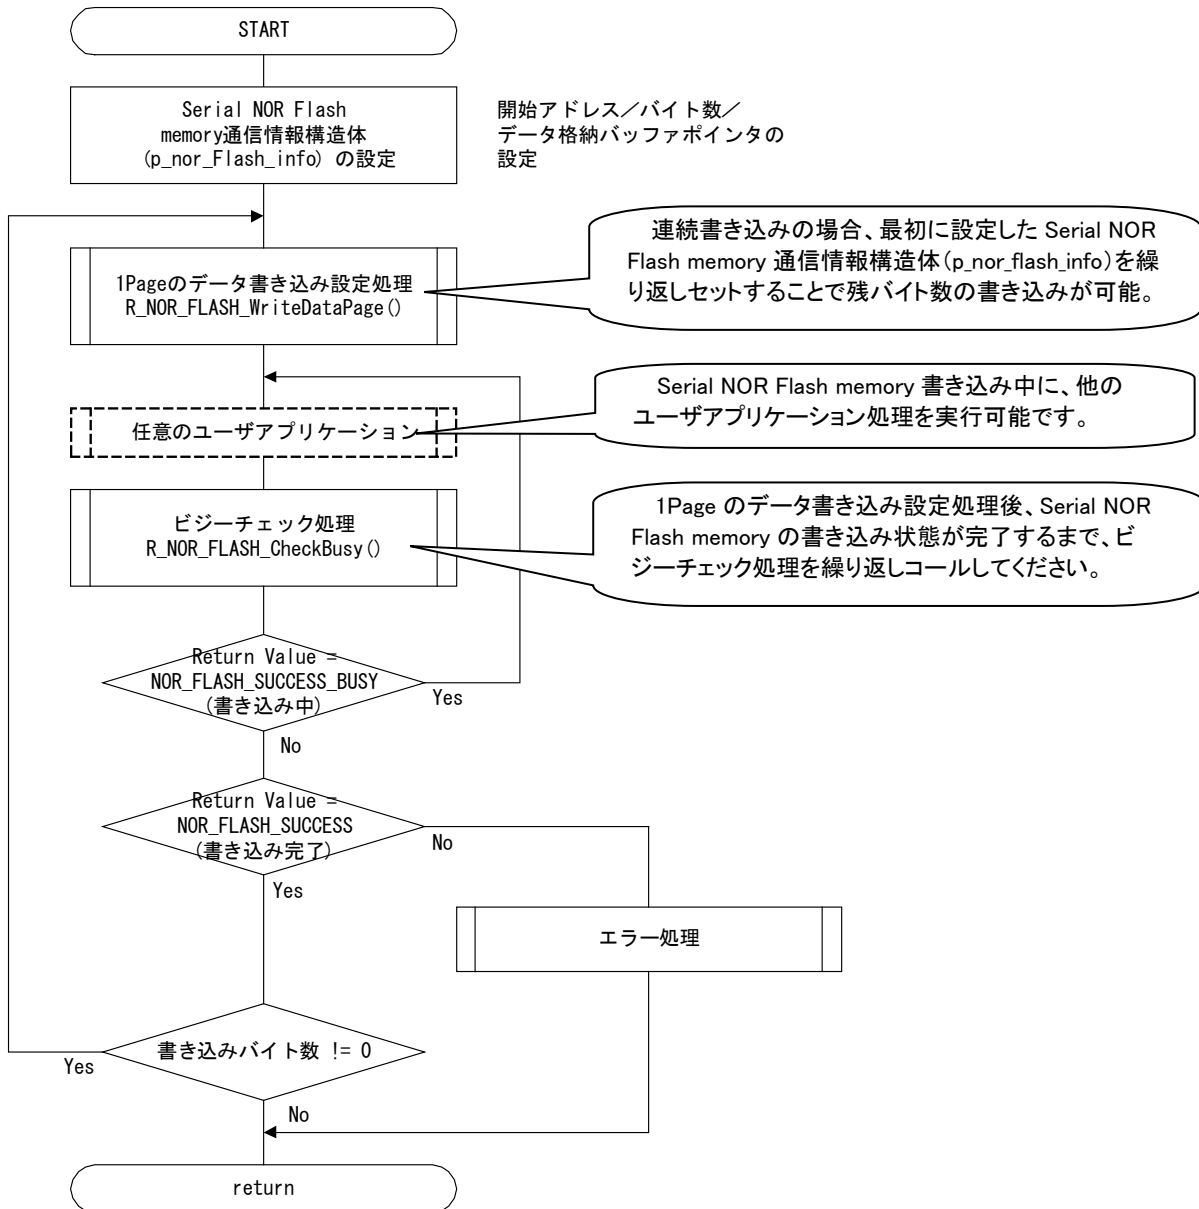 START
Serial NOR Flash
memory通信情報構造体
(p_nor_Flash_info) の設定
開始アドレス／バイト数／
データ格納バッファポインタの
設定
連続書き込みの場合、最初に設定した Serial NOR
Flash memory 通信情報構造体(p_nor_flash_info)を繰
り返しセットすることで残バイト数の書き込みが可能。
1Pageのデータ書き込み設定処理
R_NOR_FLASH_WriteDataPage()
Serial NOR Flash memory 書き込み中に、他の
ユーザアプリケーション処理を実行可能です。
任意のユーザアプリケーション
1Page のデータ書き込み設定処理後、Serial NOR
Flash memory の書き込み状態が完了するまで、ビ
ジーチェック処理を繰り返しコールしてください。
ビジーチェック処理
R_NOR_FLASH_CheckBusy()
Return Value =
NOR_FLASH_SUCCESS_BUSY
(書き込み中)
Yes
No
Return Value =
NOR_FLASH_SUCCESS
(書き込み完了)
No
Yes
エラー処理
書き込みバイト数 != 0
Yes
No
return